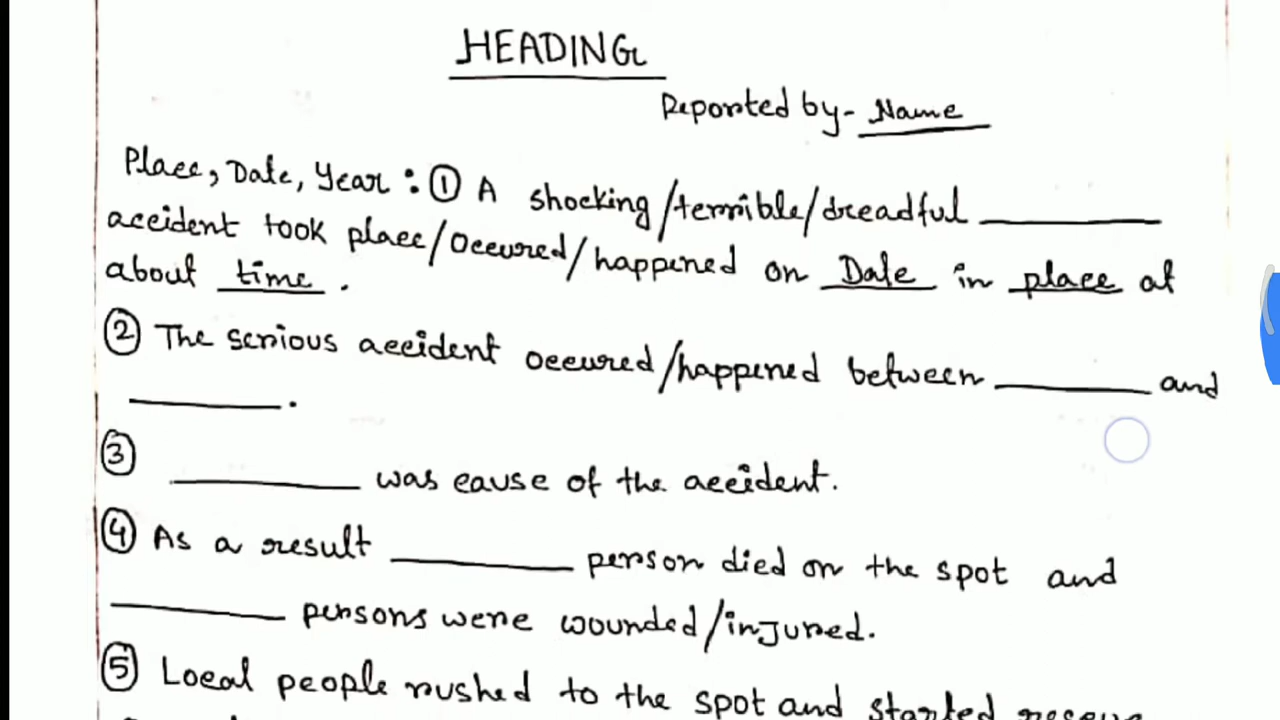 HEADING
Reported by- Name
Place, Date, Year : ① A shocking/terrible/dreadful ________
accident took place/occured/happened on Date in place at
about time .
② The serious accident occured/happened between ________ and
________ .
③ ________ was cause of the accident.
④ As a result ________ person died on the spot and
________ persons were wounded/injured.
⑤ Local people rushed to the spot and started